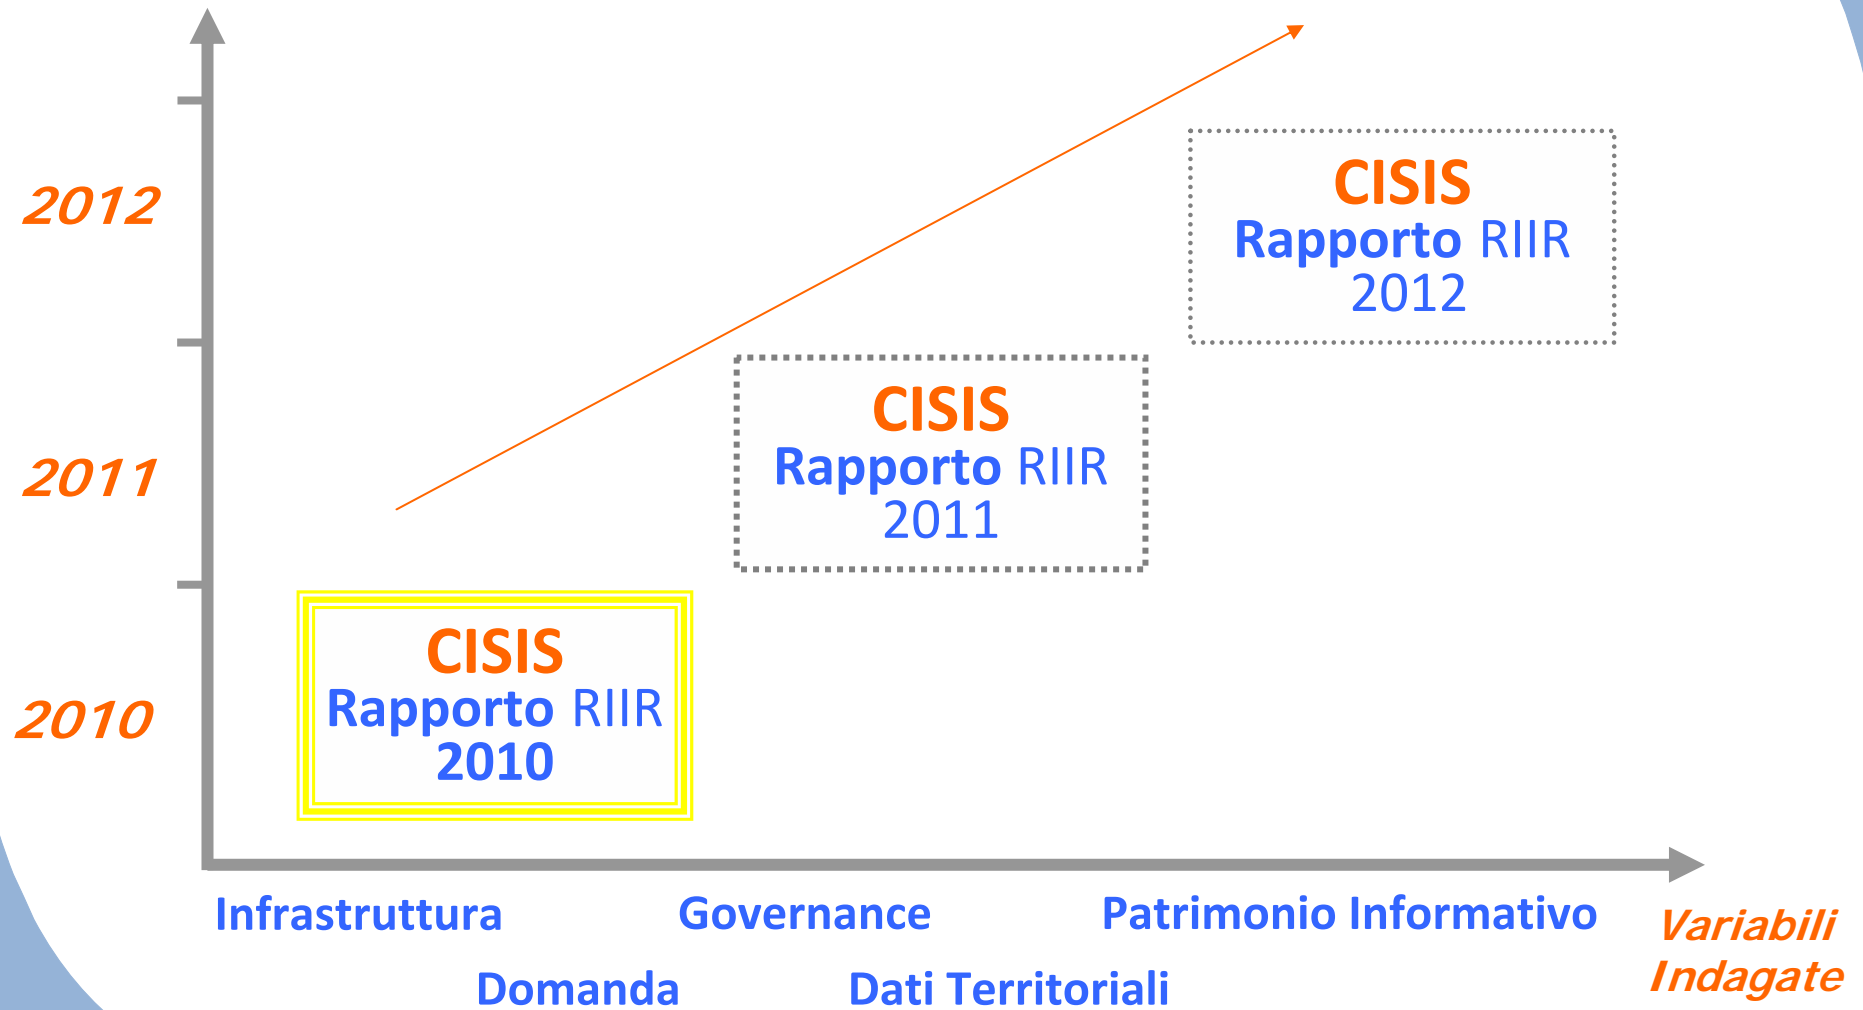 2012
CISIS
Rapporto RIIR
2012
2011
CISIS
Rapporto RIIR
2011
2010
CISIS
Rapporto RIIR
2010
Infrastruttura
Governance
Patrimonio Informativo
Domanda
Dati Territoriali
Variabili
Indagate